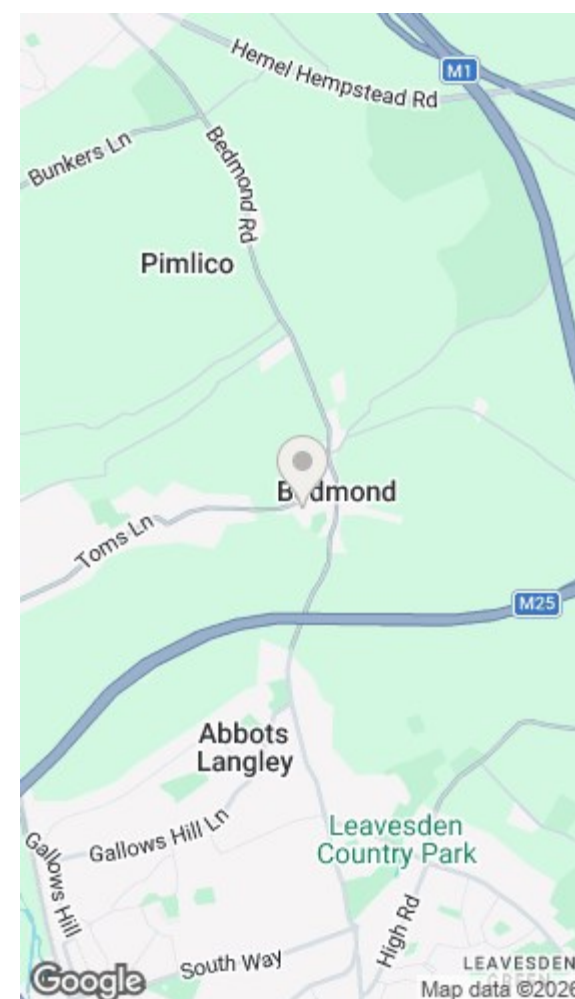 Hemel Hempstead Rd
M1
Bunkers Ln
Bedmond Rd
Pimlico
Bedmond
Toms Ln
M25
Abbots
Langley
Gallows Hill Ln
Gallows Hill
Leavesden
Country Park
High Rd
South Way
LEAVESDEN
GREEN
Google
Map data ©2026